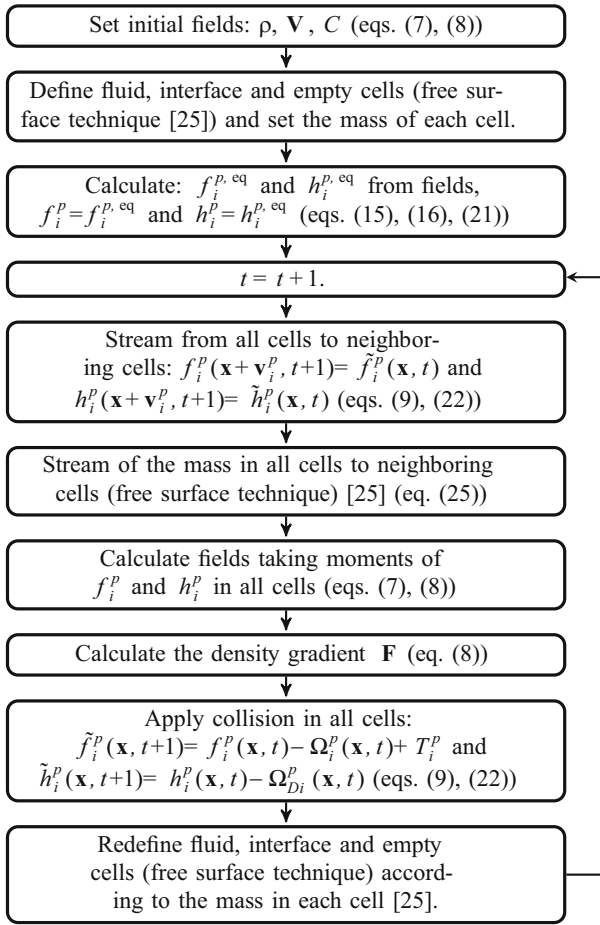 Set initial fields: ρ, V , C (eqs. (7), (8))
Define fluid, interface and empty cells (free sur-
face technique [25]) and set the mass of each cell.
Calculate: f_i^{p, eq} and h_i^{p, eq} from fields,
f_i^p = f_i^{p, eq} and h_i^p = h_i^{p, eq} (eqs. (15), (16), (21))
t = t + 1.
Stream from all cells to neighbor-
ing cells: f_i^p (x + v_i^p, t+1) = f̃_i^p (x, t) and
h_i^p (x + v_i^p, t+1) = h̃_i^p (x, t) (eqs. (9), (22))
Stream of the mass in all cells to neighboring
cells (free surface technique) [25] (eq. (25))
Calculate fields taking moments of
f_i^p and h_i^p in all cells (eqs. (7), (8))
Calculate the density gradient F (eq. (8))
Apply collision in all cells:
f̃_i^p (x, t+1) = f_i^p (x, t) − Ω_i^p (x, t) + T_i^p and
h̃_i^p (x, t+1) = h_i^p (x, t) − Ω_{Di}^p (x, t) (eqs. (9), (22))
Redefine fluid, interface and empty
cells (free surface technique) accord-
ing to the mass in each cell [25].